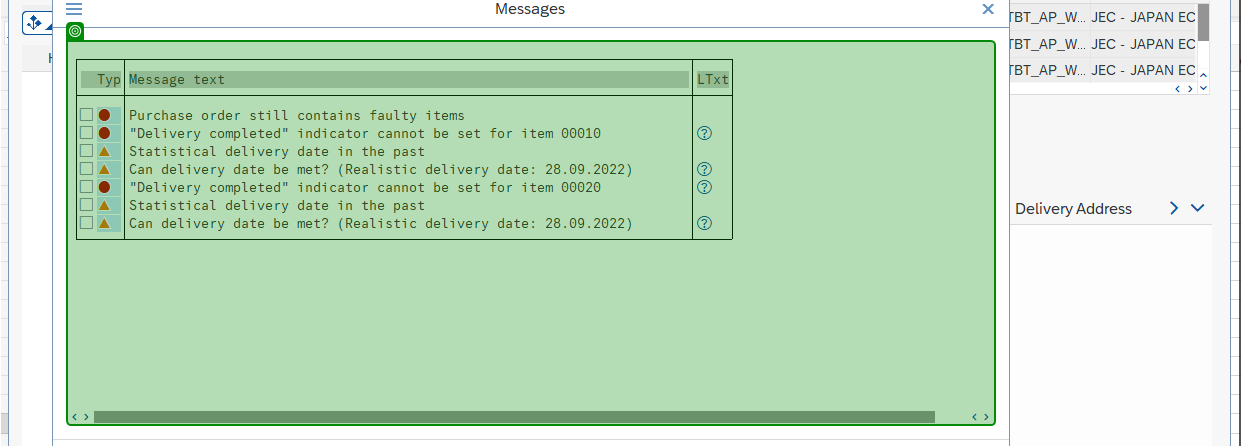 Messages
TBT_AP_W... JEC - JAPAN EC
TBT_AP_W... JEC - JAPAN EC
TBT_AP_W... JEC - JAPAN EC
Typ Message text LTxt
Purchase order still contains faulty items
"Delivery completed" indicator cannot be set for item 00010
Statistical delivery date in the past
Can delivery date be met? (Realistic delivery date: 28.09.2022)
"Delivery completed" indicator cannot be set for item 00020
Statistical delivery date in the past
Can delivery date be met? (Realistic delivery date: 28.09.2022)
Delivery Address